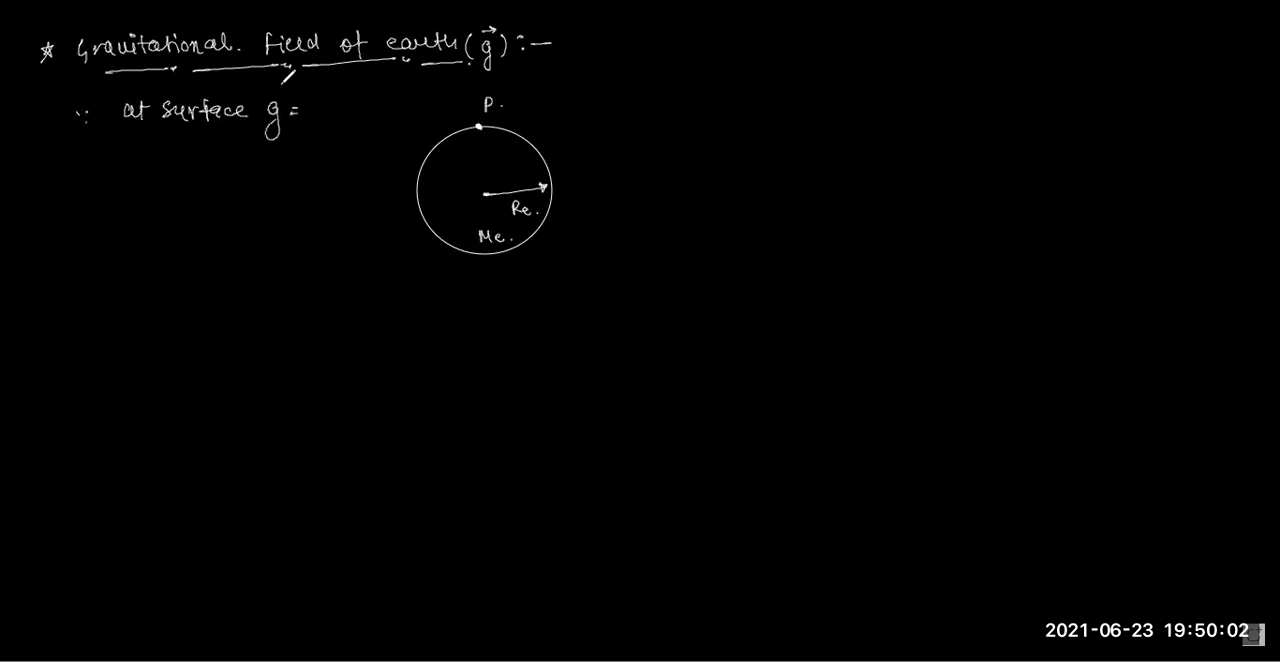 * Gravitational. field of earth (g⃗) :-
∵ at surface g =
P.
Re.
Me.
2021-06-23 19:50:02